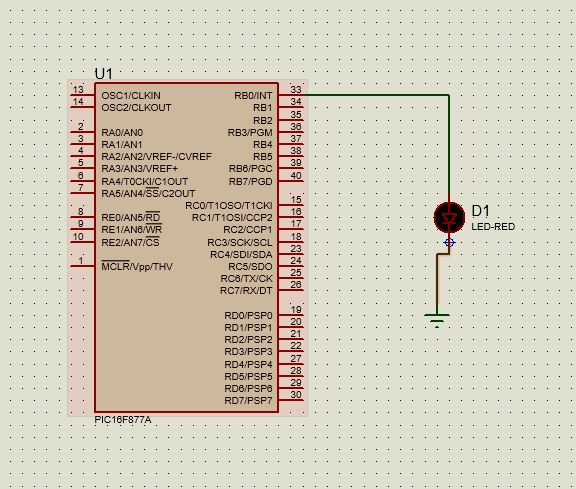 U1
13 OSC1/CLKIN RB0/INT 33
14 OSC2/CLKOUT RB1 34
RB2 35
2 RA0/AN0 RB3/PGM 36
3 RA1/AN1 RB4 37
4 RA2/AN2/VREF-/CVREF RB5 38
5 RA3/AN3/VREF+ RB6/PGC 39
6 RA4/T0CKI/C1OUT RB7/PGD 40
7 RA5/AN4/SS/C2OUT
RC0/T1OSO/T1CKI 15
8 RE0/AN5/RD RC1/T1OSI/CCP2 16
9 RE1/AN6/WR RC2/CCP1 17
10 RE2/AN7/CS RC3/SCK/SCL 18
RC4/SDI/SDA 23
1 MCLR/Vpp/THV RC5/SDO 24
RC6/TX/CK 25
RC7/RX/DT 26
RD0/PSP0 19
RD1/PSP1 20
RD2/PSP2 21
RD3/PSP3 22
RD4/PSP4 27
RD5/PSP5 28
RD6/PSP6 29
RD7/PSP7 30
PIC16F877A
D1
LED-RED